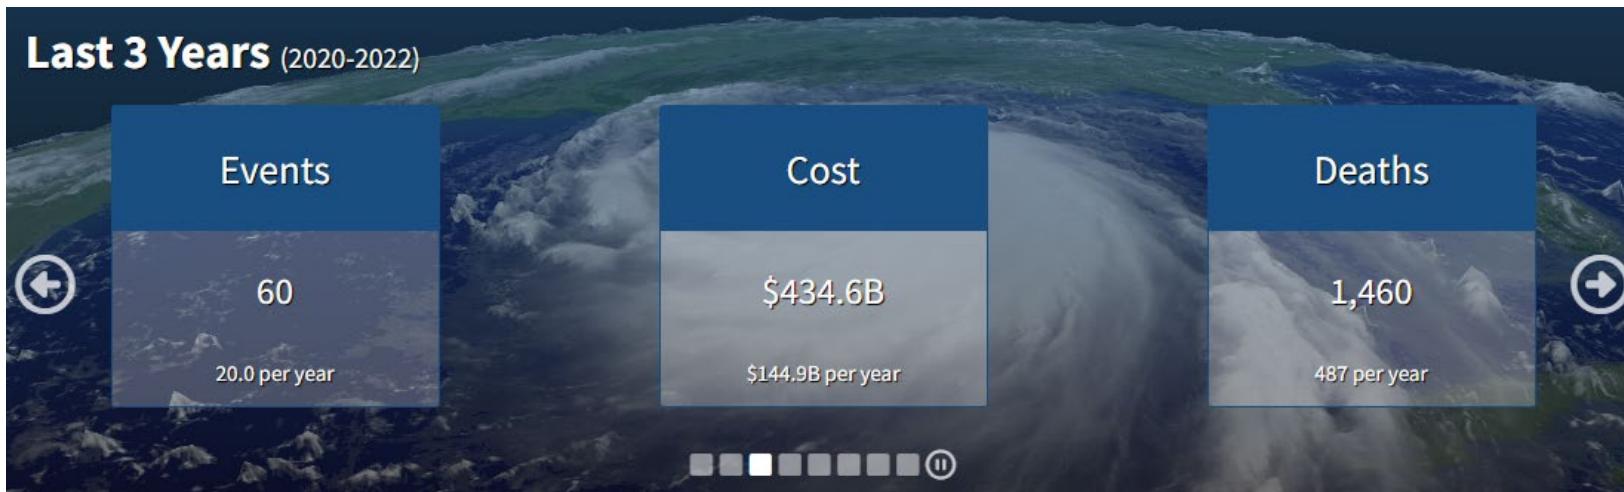 Last 3 Years (2020-2022)
Events
60
20.0 per year
Cost
$434.6B
$144.9B per year
Deaths
1,460
487 per year